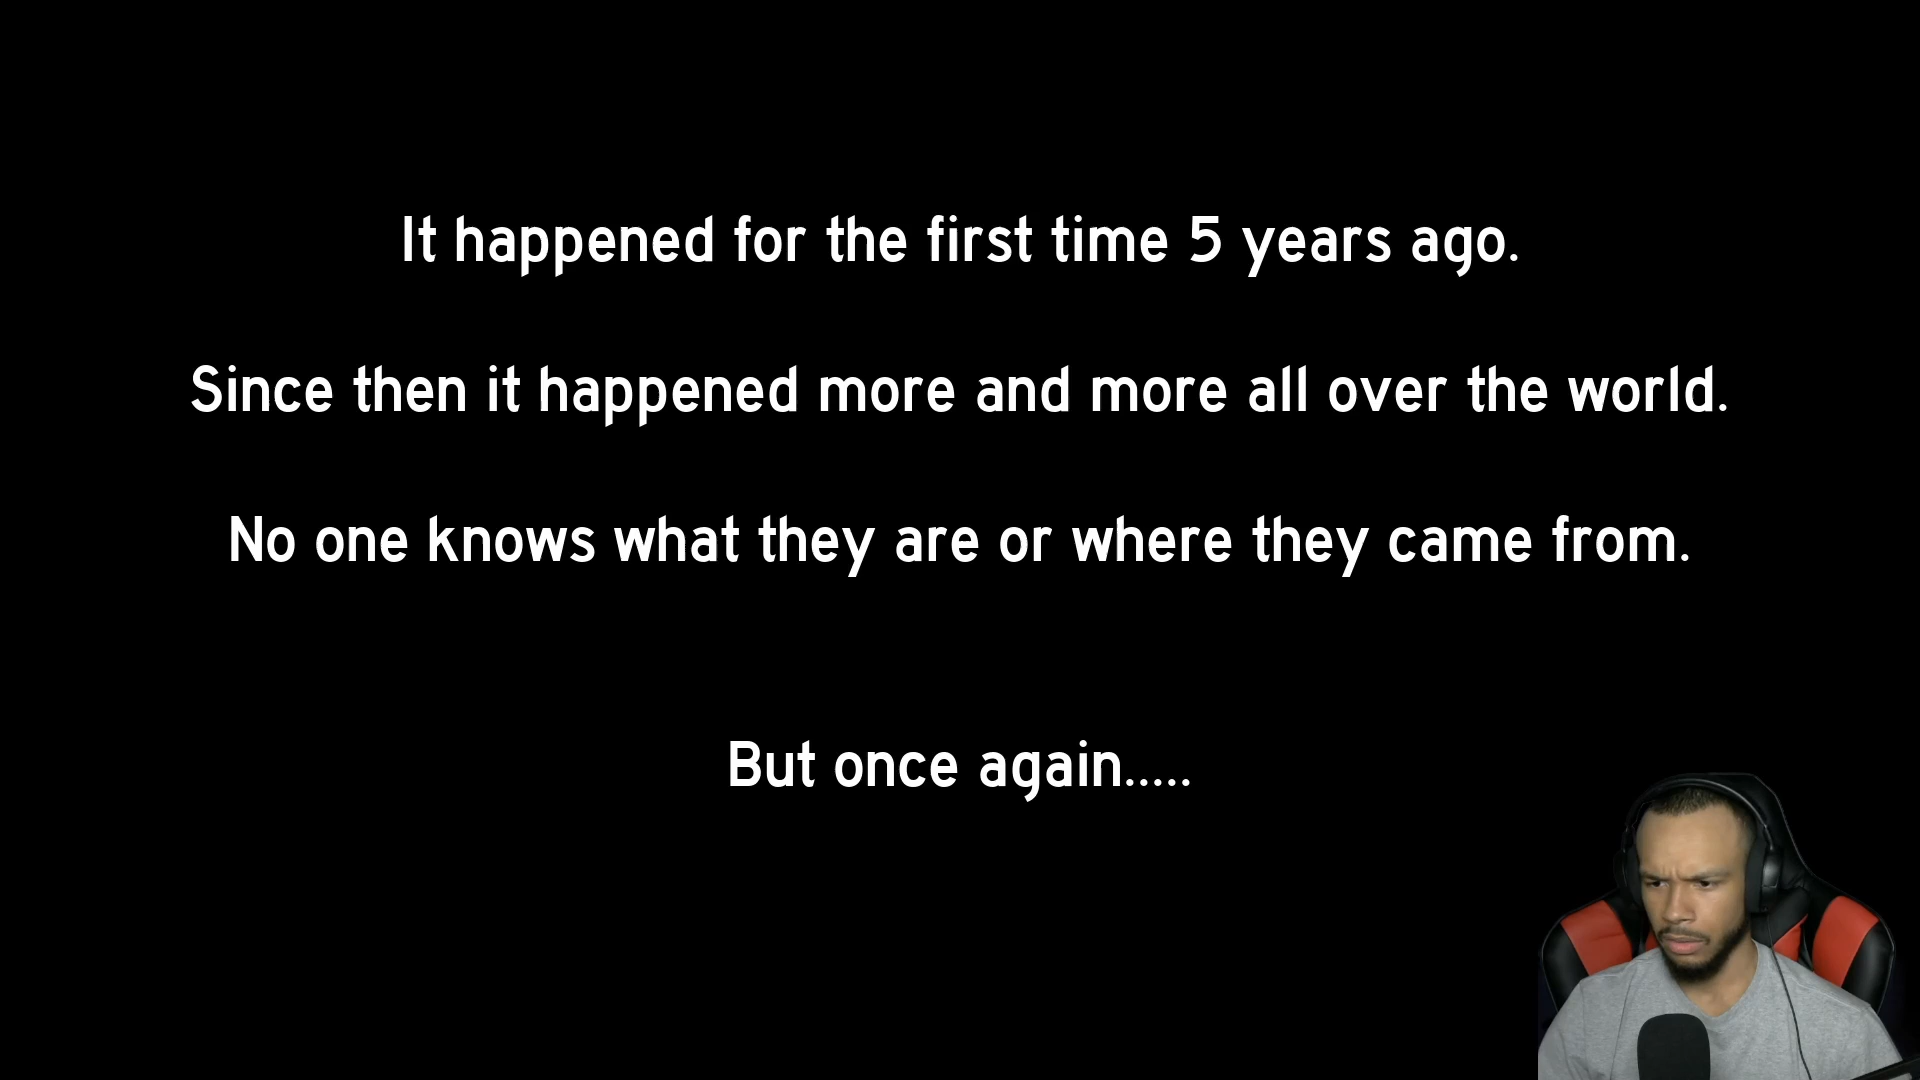 It happened for the first time 5 years ago.
Since then it happened more and more all over the world.
No one knows what they are or where they came from.
But once again.....